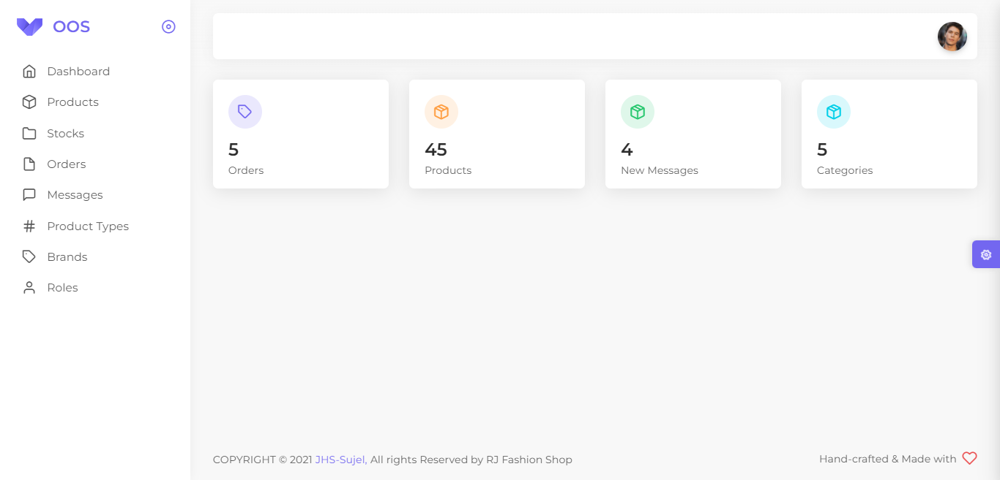 OOS
Dashboard
Products
Stocks
Orders
Messages
Product Types
Brands
Roles
5
Orders
45
Products
4
New Messages
5
Categories
COPYRIGHT © 2021 JHS-Sujel, All rights Reserved by RJ Fashion Shop
Hand-crafted & Made with